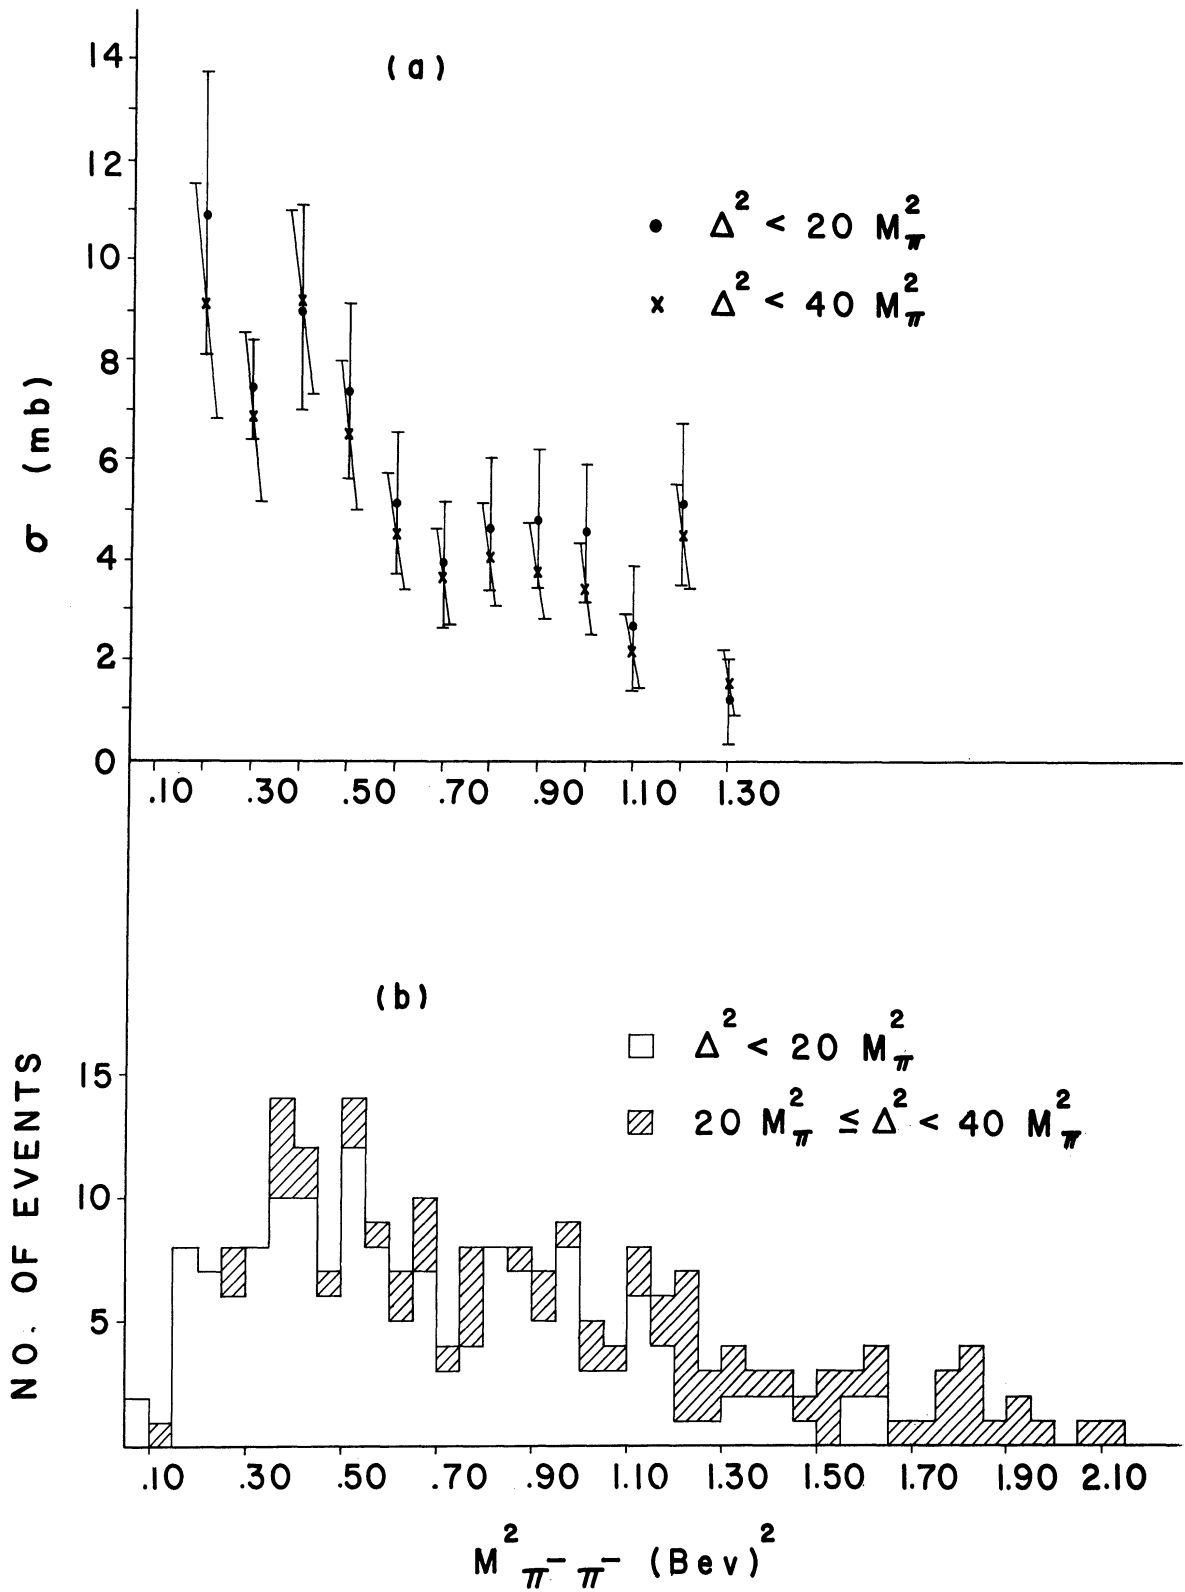 (a)
14
12
10
8
6
4
2
0
σ (mb)
• Δ² < 20 M²π
x Δ² < 40 M²π
.10 .30 .50 .70 .90 1.10 1.30
(b)
Δ² < 20 M²π
20 M²π ≤ Δ² < 40 M²π
15
10
5
NO. OF EVENTS
.10 .30 .50 .70 .90 1.10 1.30 1.50 1.70 1.90 2.10
M²π⁻π⁻ (Bev)²